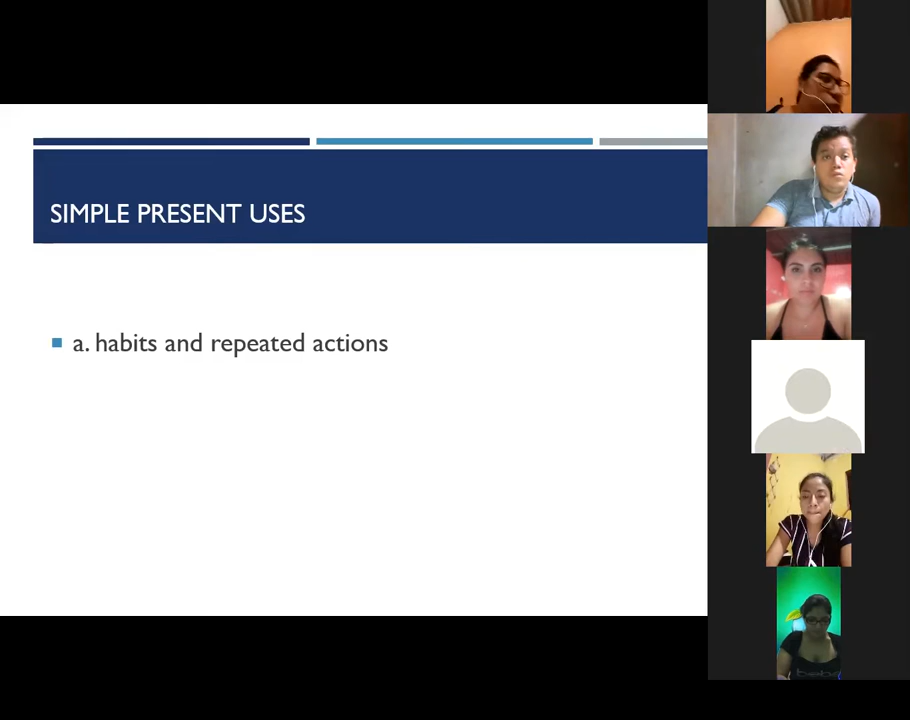 SIMPLE PRESENT USES
a. habits and repeated actions